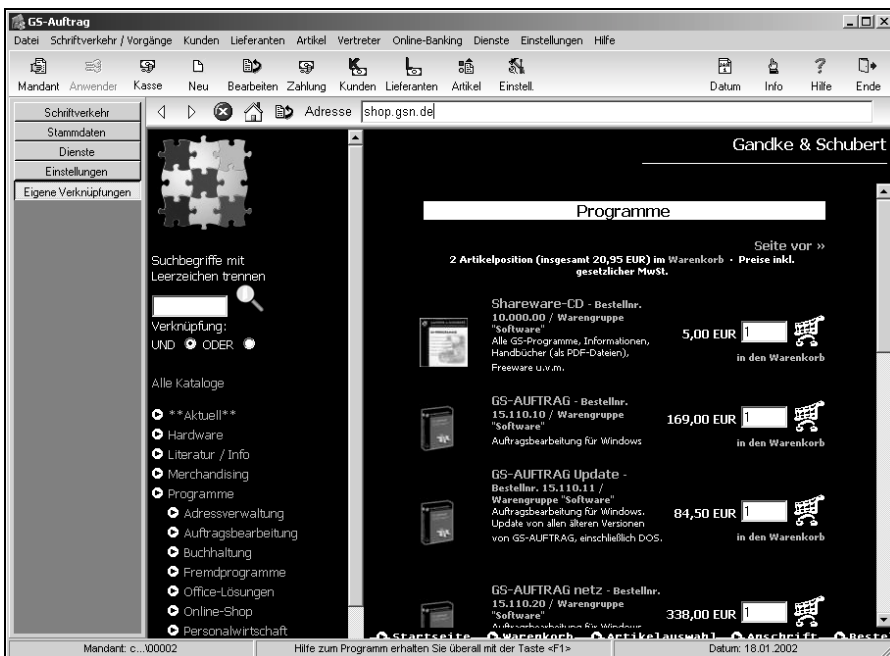 GS-Auftrag
Datei Schriftverkehr / Vorgänge Kunden Lieferanten Artikel Vertreter Online-Banking Dienste Einstellungen Hilfe
Mandant Anwender Kasse Neu Bearbeiten Zahlung Kunden Lieferanten Artikel Einstell. Datum Info Hilfe Ende
Schriftverkehr
Stammdaten
Dienste
Einstellungen
Eigene Verknüpfungen
Adresse shop.gsn.de
Suchbegriffe mit
Leerzeichen trennen
Verknüpfung:
UND ODER
Alle Kataloge
**Aktuell**
Hardware
Literatur / Info
Merchandising
Programme
Adressverwaltung
Auftragsbearbeitung
Buchhaltung
Fremdprogramme
Office-Lösungen
Online-Shop
Personalwirtschaft
Gandke & Schubert
Programme
Seite vor »
2 Artikelposition (insgesamt 20,95 EUR) im Warenkorb · Preise inkl.
gesetzlicher MwSt.
Shareware-CD - Bestellnr.
10.000.00 / Warengruppe
"Software"
Alle GS-Programme, Informationen,
Handbücher (als PDF-Dateien),
Freeware u.v.m.
5,00 EUR 1
in den Warenkorb
GS-AUFTRAG - Bestellnr.
15.110.10 / Warengruppe
"Software"
Auftragsbearbeitung für Windows
169,00 EUR 1
in den Warenkorb
GS-AUFTRAG Update -
Bestellnr. 15.110.11 /
Warengruppe "Software"
Auftragsbearbeitung für Windows.
Update von allen älteren Versionen
von GS-AUFTRAG, einschließlich DOS.
84,50 EUR 1
in den Warenkorb
GS-AUFTRAG netz - Bestellnr.
15.110.20 / Warengruppe
"Software"
Auftragsbearbeitung für Windows
338,00 EUR 1
Startseite Warenkorb Artikelauswahl Anschrift Beste
Mandant: c...\00002 Hilfe zum Programm erhalten Sie überall mit der Taste <F1> Datum: 18.01.2002